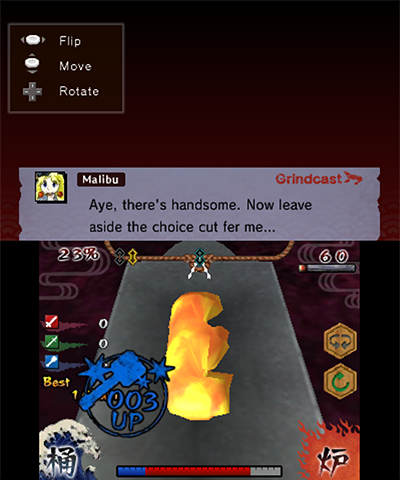 Flip
Move
Rotate
Malibu
Grindcast
Aye, there's handsome. Now leave
aside the choice cut fer me...
23%
60
0
0
0
Best
003
UP
桶
炉